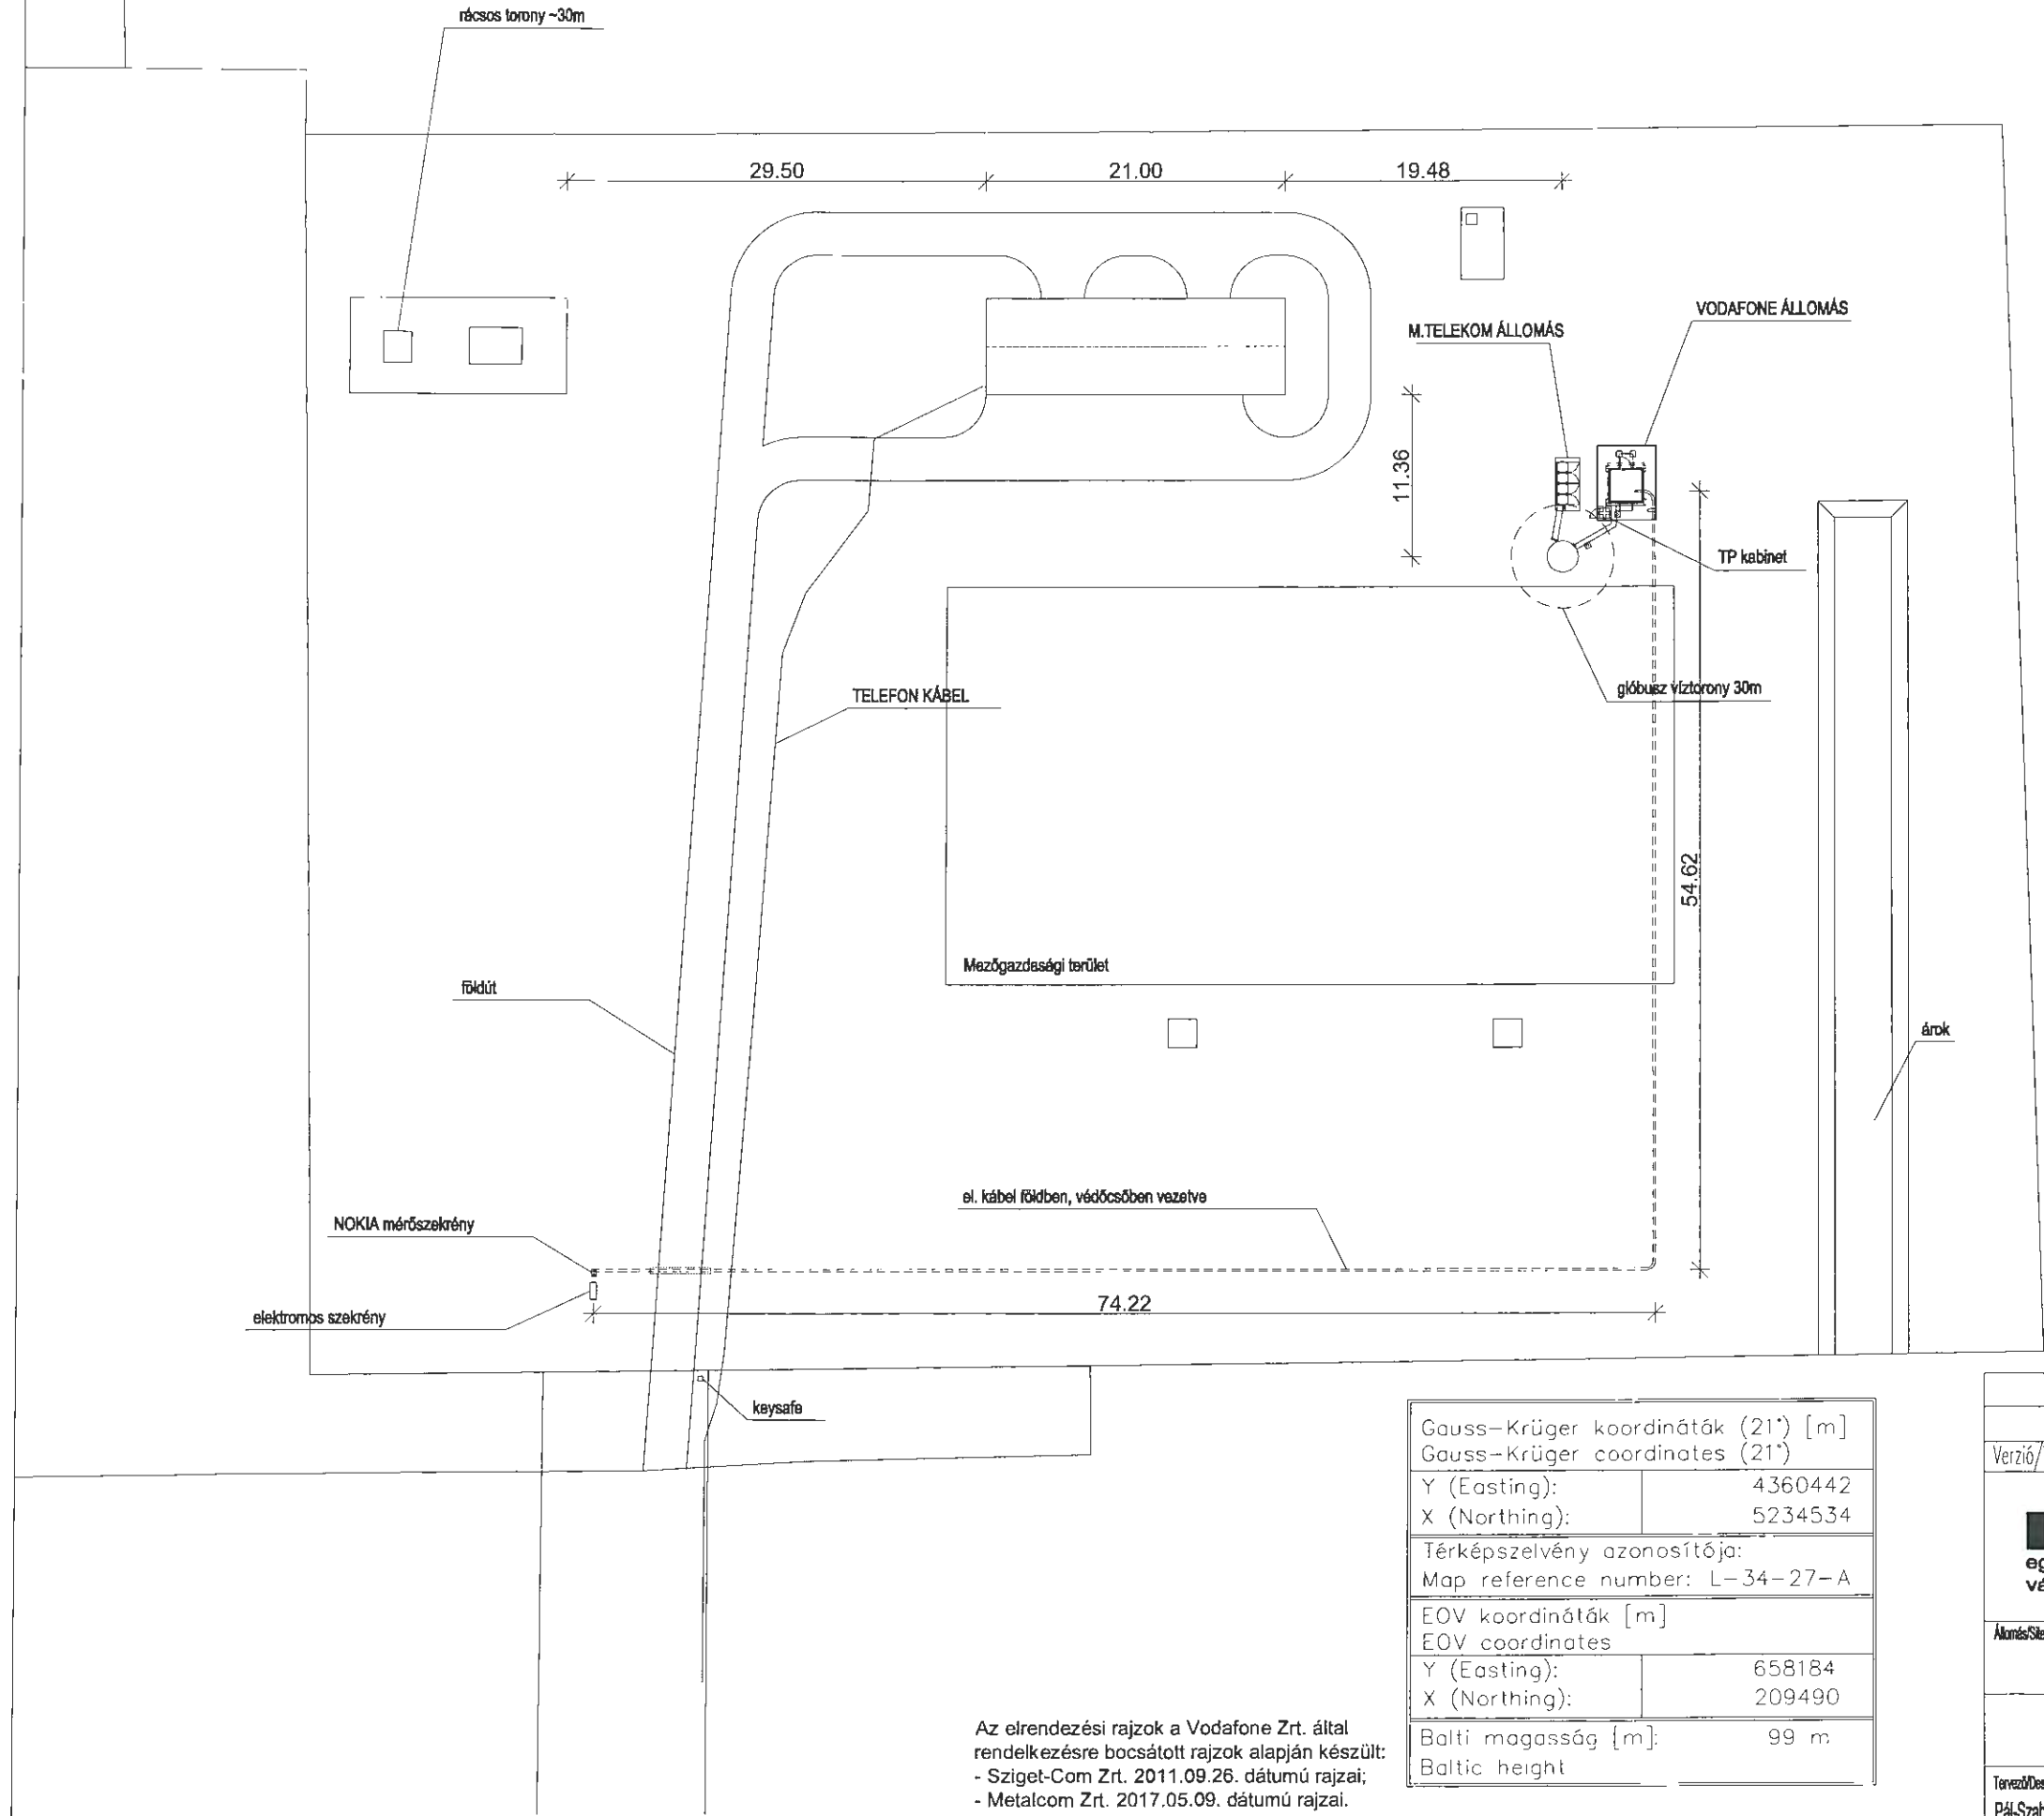 rácsos torony ~30m
29.50
21.00
19.48
VODAFONE ÁLLOMÁS
M.TELEKOM ÁLLOMÁS
11.36
TP kabinet
TELEFON KÁBEL
glóbusz víztorony 30m
54.62
Mezőgazdasági terület
földút
árok
el. kábel földben, védőcsőben vezetve
NOKIA mérőszekrény
74.22
elektromos szekrény
keysafe
Gauss-Krüger koordináták (21°) [m]
Gauss-Krüger coordinates (21°)
Y (Easting): 4360442
X (Northing): 5234534
Térképszelvény azonosítója:
Map reference number: L-34-27-A
EOV koordináták [m]
EOV coordinates
Y (Easting): 658184
X (Northing): 209490
Balti magasság [m]: 99 m
Baltic height
Az elrendezési rajzok a Vodafone Zrt. által
rendelkezésre bocsátott rajzok alapján készült:
- Sziget-Com Zrt. 2011.09.26. dátumú rajzai;
- Metalcom Zrt. 2017.05.09. dátumú rajzai.
Verzió/
Állomás/Site